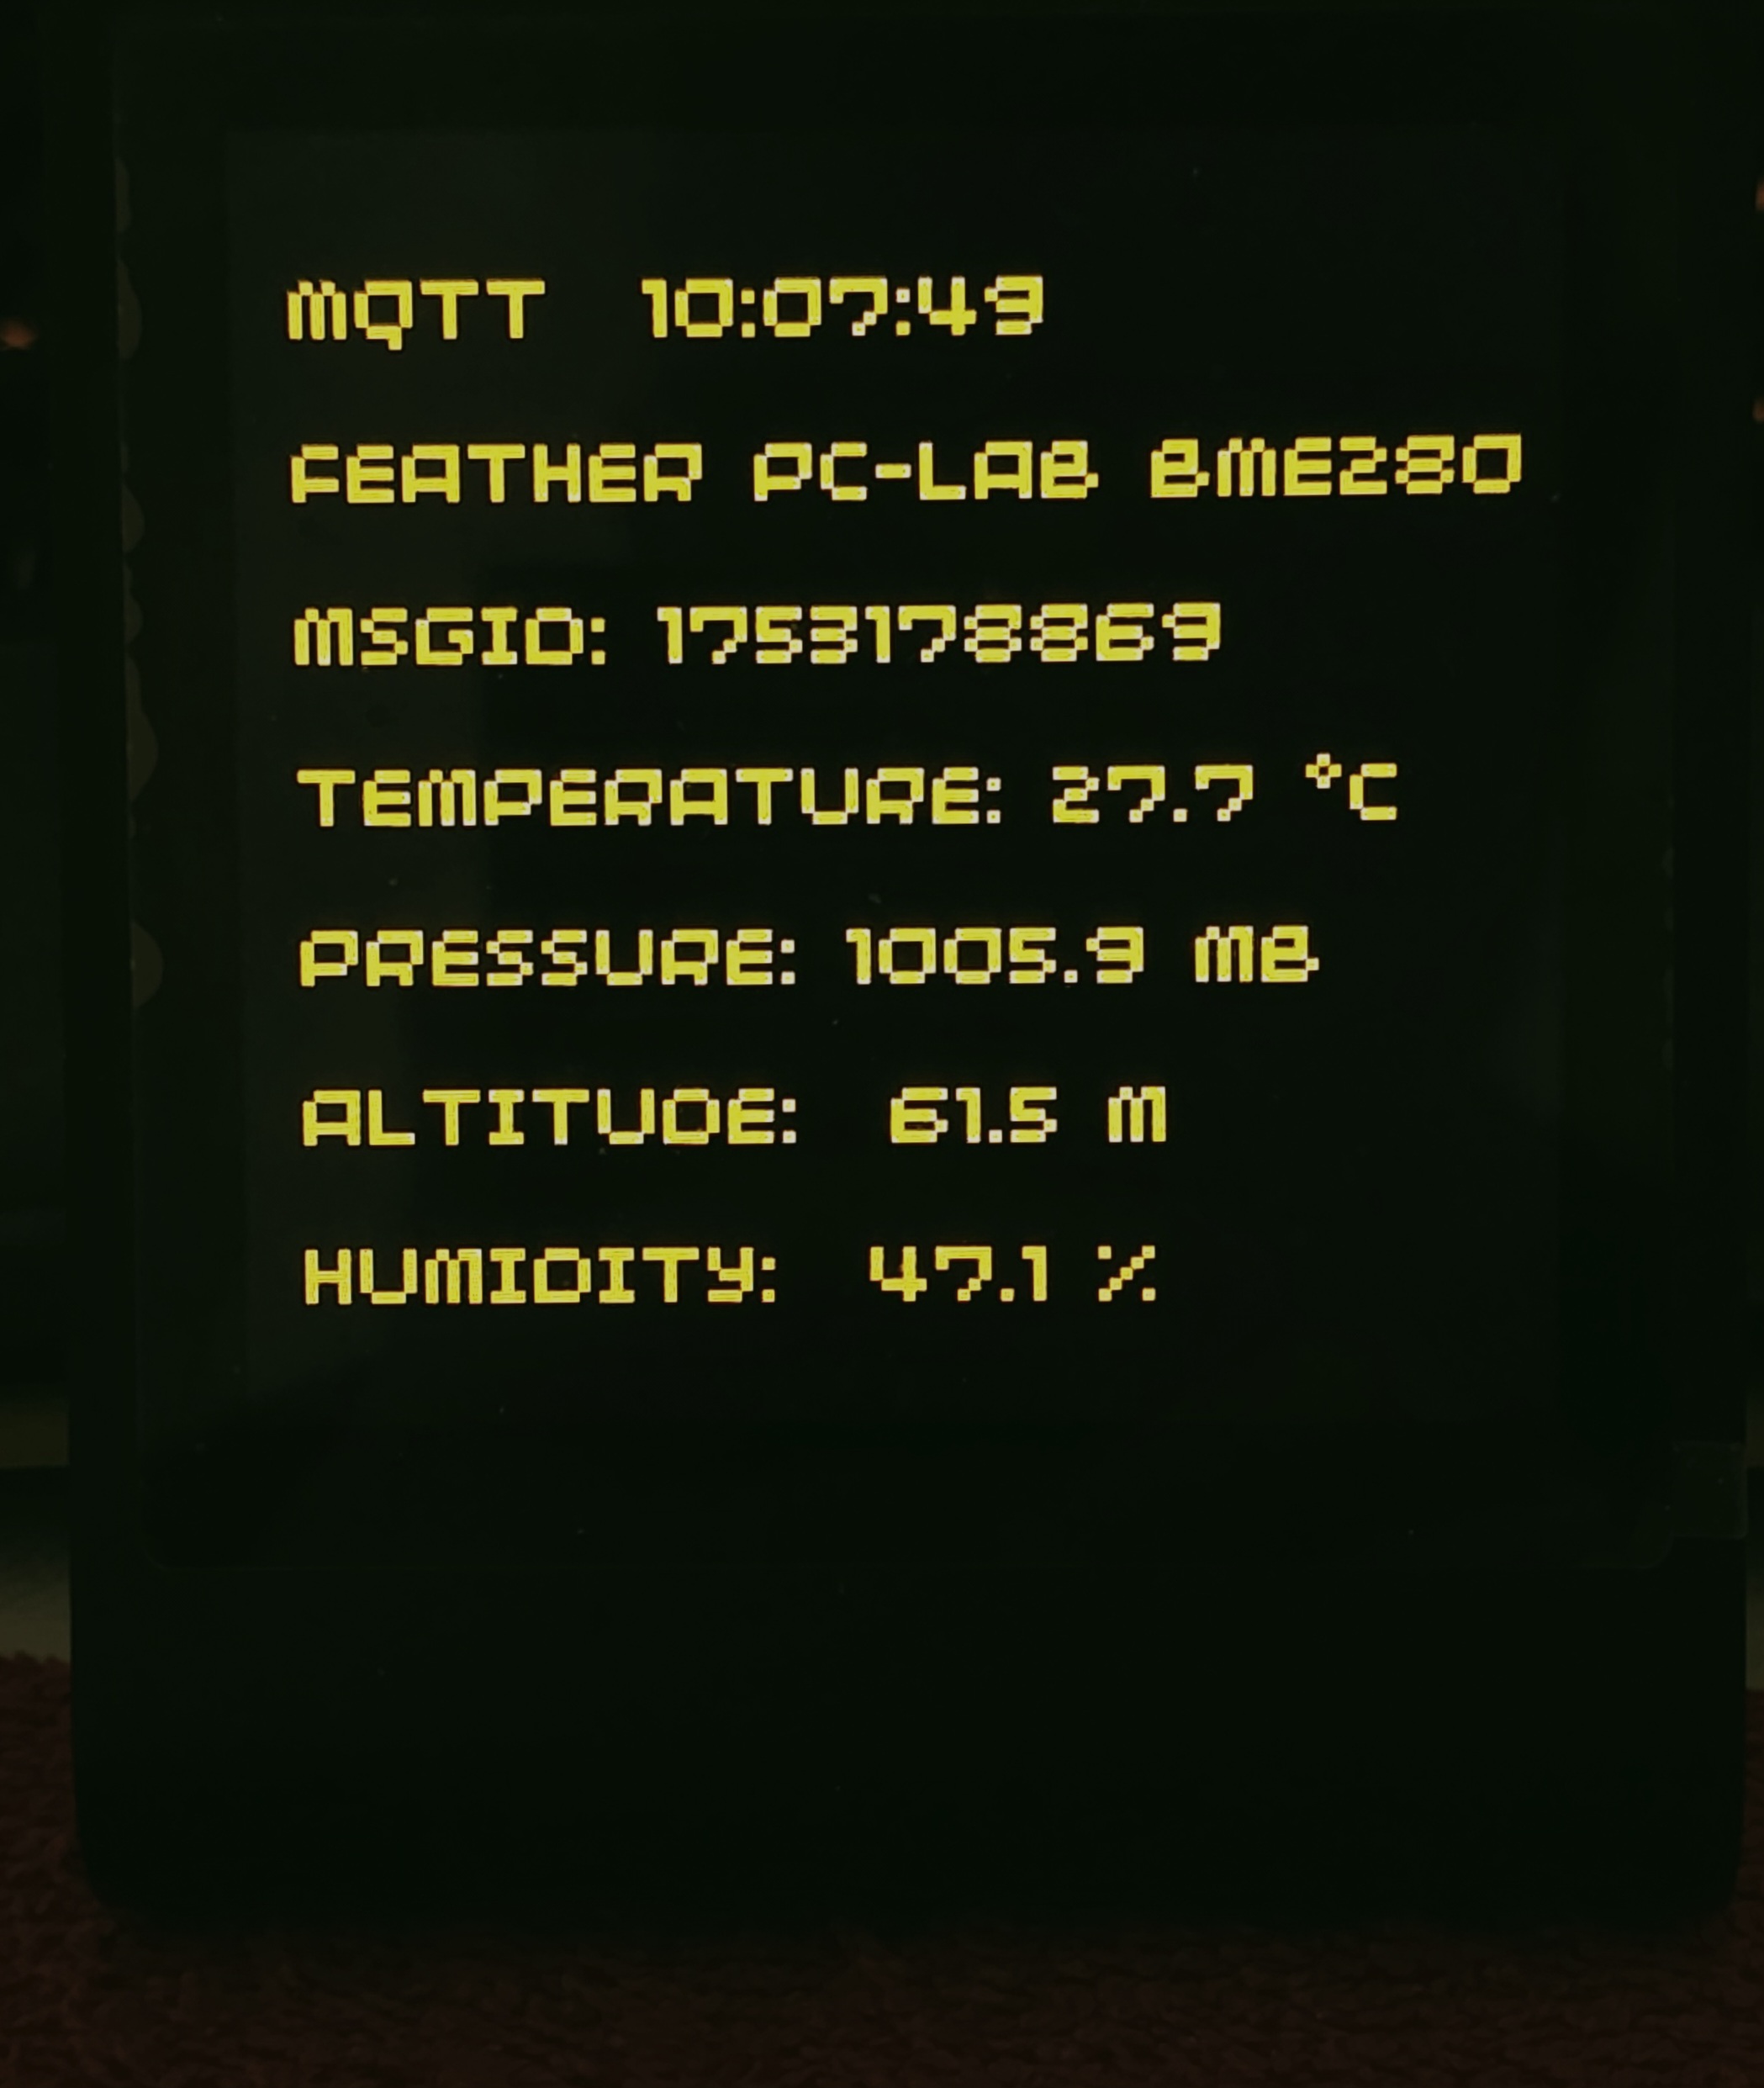 MQTT  10:07:49
FEATHER PC-LAB BME280
MSGID: 1753178869
TEMPERATURE: 27.7 °C
PRESSURE: 1005.9 MB
ALTITUDE:  61.5 M
HUMIDITY:  47.1 %